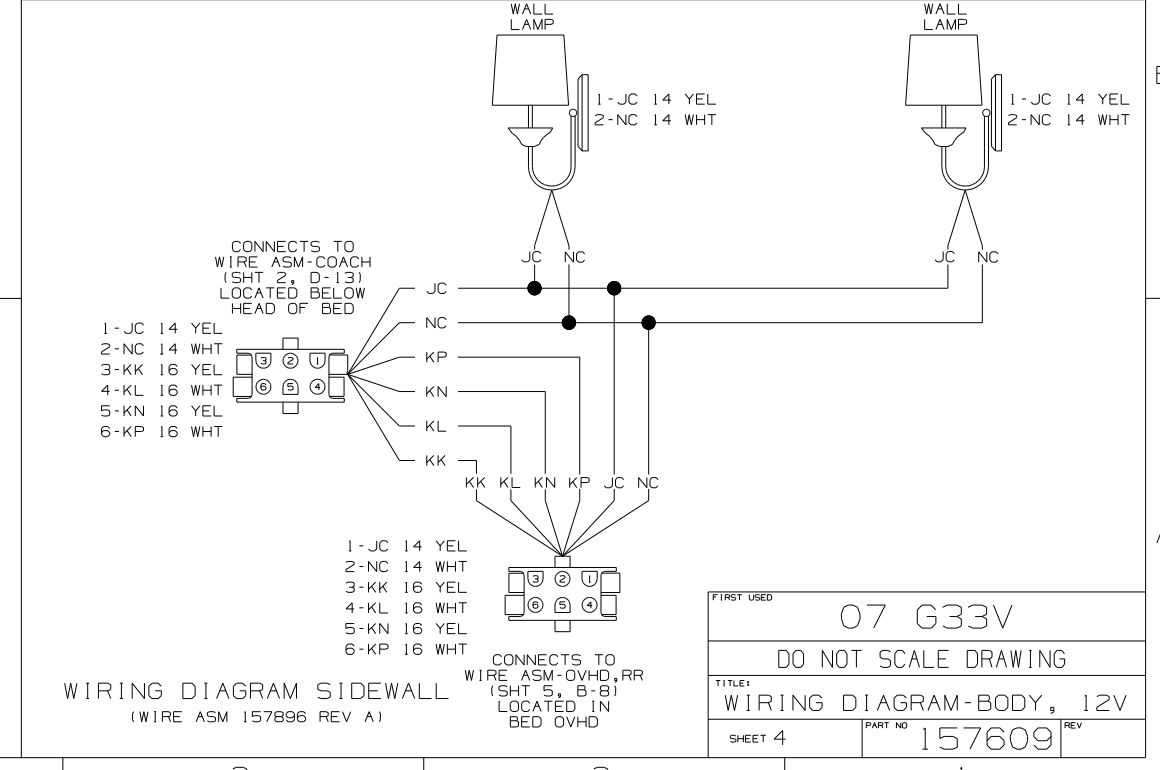 WALL
LAMP
1-JC 14 YEL
2-NC 14 WHT
WALL
LAMP
1-JC 14 YEL
2-NC 14 WHT
JC NC
JC NC
CONNECTS TO
WIRE ASM-COACH
(SHT 2, D-13)
LOCATED BELOW
HEAD OF BED
1-JC 14 YEL
2-NC 14 WHT
3-KK 16 YEL
4-KL 16 WHT
5-KN 16 YEL
6-KP 16 WHT
3 2 1
6 5 4
JC
NC
KP
KN
KL
KK
KK KL KN KP JC NC
1-JC 14 YEL
2-NC 14 WHT
3-KK 16 YEL
4-KL 16 WHT
5-KN 16 YEL
6-KP 16 WHT
3 2 1
6 5 4
CONNECTS TO
WIRE ASM-OVHD,RR
(SHT 5, B-8)
LOCATED IN
BED OVHD
WIRING DIAGRAM SIDEWALL
(WIRE ASM 157896 REV A)
FIRST USED
07 G33V
DO NOT SCALE DRAWING
TITLE:
WIRING DIAGRAM-BODY, 12V
SHEET 4
PART NO
157609
REV